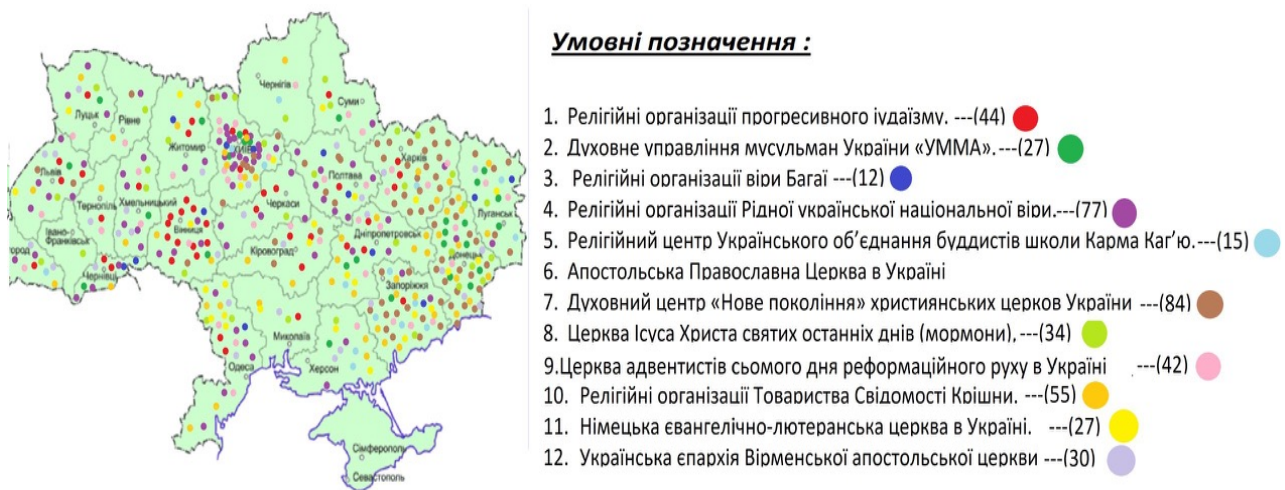 Умовні позначення :
1. Релігійні організації прогресивного іудаїзму. ---(44)
2. Духовне управління мусульман України «УММА». ---(27)
3. Релігійні організації віри Багаї ---(12)
4. Релігійні організації Рідної української національної віри.---(77)
5. Релігійний центр Українського об’єднання буддистів школи Карма Каг’ю.---(15)
6. Апостольська Православна Церква в Україні
7. Духовний центр «Нове покоління» християнських церков України ---(84)
8. Церква Ісуса Христа святих останніх днів (мормони), ---(34)
9.Церква адвентистів сьомого дня реформаційного руху в Україні ---(42)
10. Релігійні організації Товариства Свідомості Крішни. ---(55)
11. Німецька євангелічно-лютеранська церква в Україні. ---(27)
12. Українська єпархія Вірменської апостольської церкви ---(30)
Чернігів
Суми
Луцьк
Рівне
Житомир
КИЇВ
Харків
Львів
Полтава
Тернопіль
Хмельницький
Черкаси
Луганськ
Вінниця
Івано-
Франківськ
город
Кіровоград
Дніпропетровськ
Донецьк
Чернівці
Запоріжжя
Миколаїв
Одеса
Херсон
Сімферополь
Севастополь